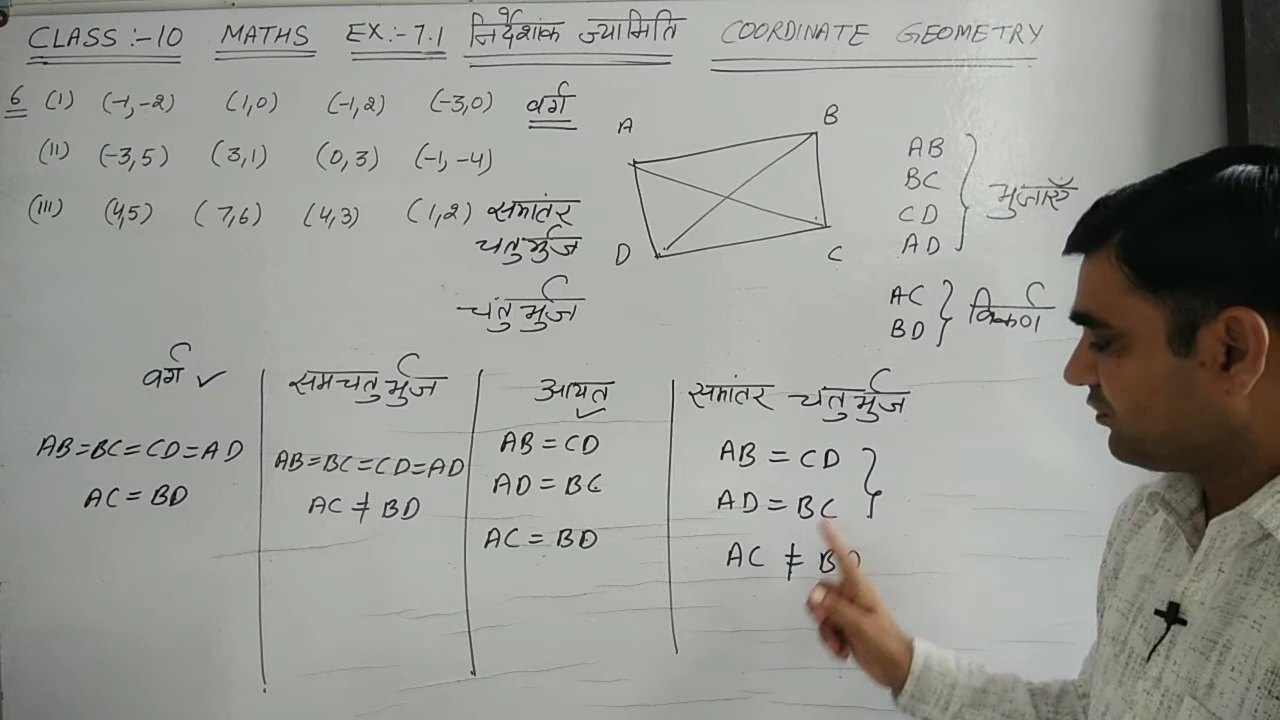 CLASS :-10 MATHS EX:-7.1 निर्देशांक ज्यामिति COORDINATE GEOMETRY
6 (I) (-1,-2) (1,0) (-1,2) (-3,0) वर्ग
(II) (-3,5) (3,1) (0,3) (-1,-4)
(III) (4,5) (7,6) (4,3) (1,2) समांतर
चतुर्भुज
चंतुर्भुज
A B
D C
AB
BC
CD
AD
भुजाएँ
AC
BD
विकर्ण
वर्ग ✓
AB=BC=CD=AD
AC=BD
समचतुर्भुज
AB=BC=CD=AD
AC ≠ BD
आयत ✓
AB=CD
AD=BC
AC=BD
समांतर चतुर्भुज
AB=CD
AD=BC
AC ≠ BD